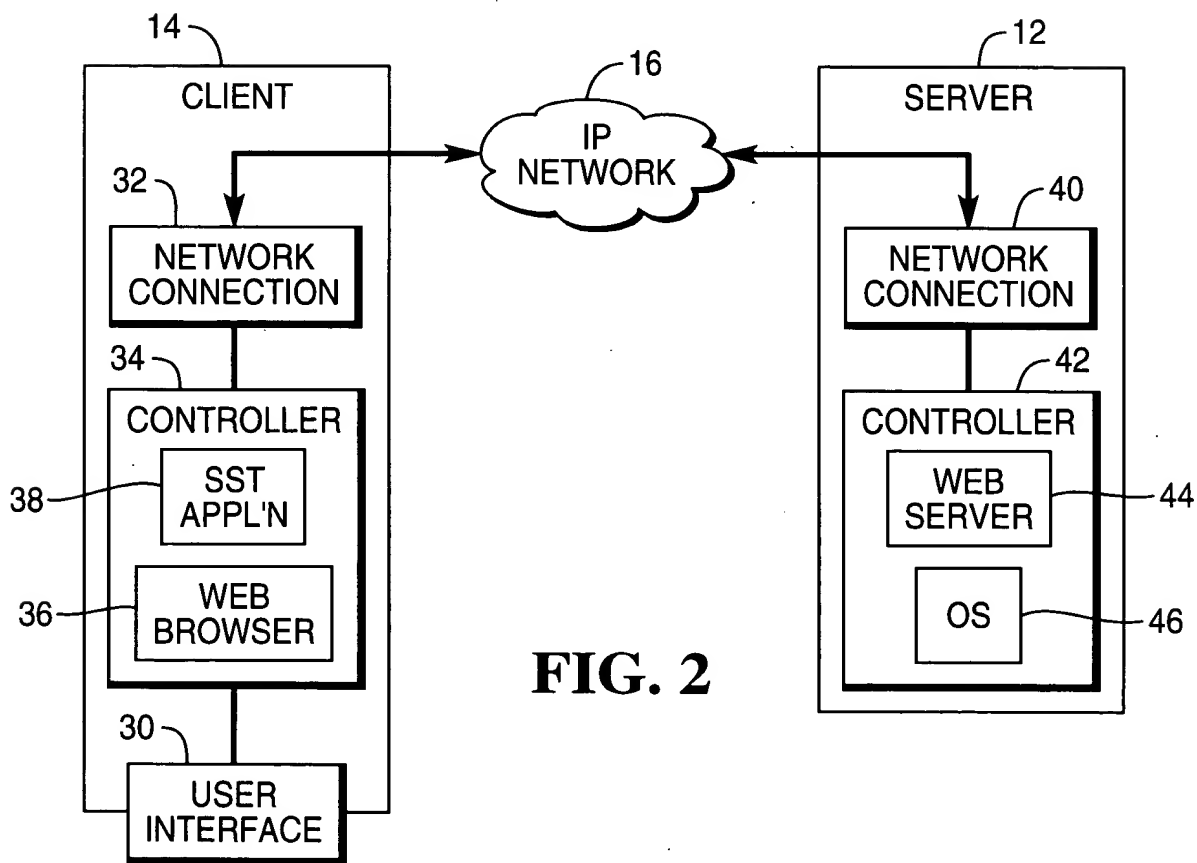 14
CLIENT
16
IP
NETWORK
12
SERVER
32
NETWORK
CONNECTION
40
NETWORK
CONNECTION
34
CONTROLLER
38
SST
APPL'N
36
WEB
BROWSER
42
CONTROLLER
WEB
SERVER
44
OS
46
FIG. 2
30
USER
INTERFACE